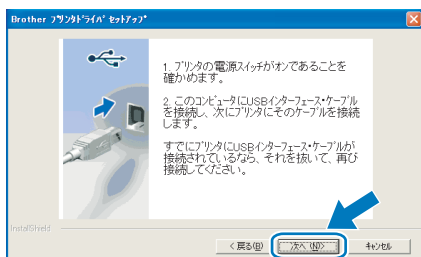 Brother ﾌﾟﾘﾝﾀﾄﾞﾗｲﾊﾞ ｾｯﾄｱｯﾌﾟ
1. プリンタの電源スイッチがオンであることを
確かめます。
2. このコンピュータにUSBインターフェース・ケーブル
を接続し、次にプリンタにそのケーブルを接続
します。
すでにプリンタにUSBインターフェース・ケーブルが
接続されているなら、それを抜いて、再び
接続してください。
InstallShield
< 戻る(B)
次へ (N)>
ｷｬﾝｾﾙ